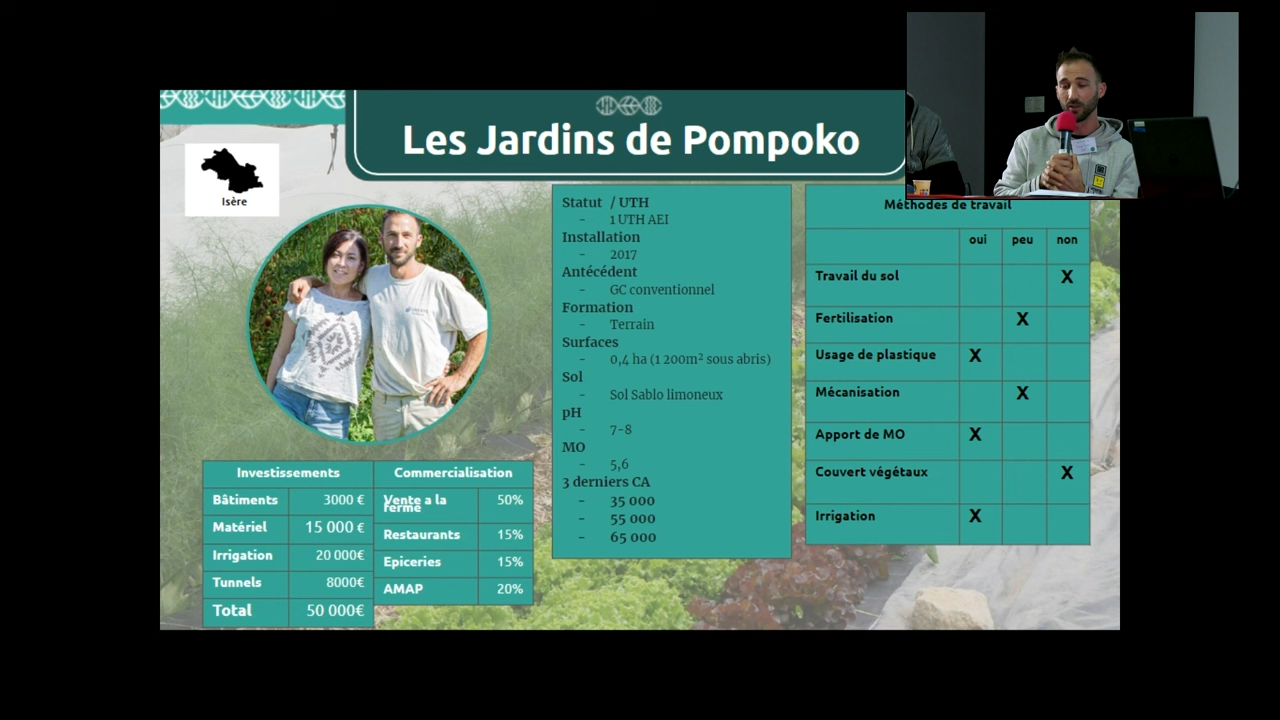 Les Jardins de Pompoko
Isère
Statut / UTH
- 1 UTH AEI
Installation
- 2017
Antécédent
- GC conventionnel
Formation
- Terrain
Surfaces
- 0,4 ha (1 200m² sous abris)
Sol
- Sol Sablo limoneux
pH
- 7-8
MO
- 5,6
3 derniers CA
- 35 000
- 55 000
- 65 000
Méthodes de travail
oui peu non
Travail du sol X
Fertilisation X
Usage de plastique X
Mécanisation X
Apport de MO X
Couvert végétaux X
Irrigation X
Investissements
Bâtiments 3000 €
Matériel 15 000 €
Irrigation 20 000€
Tunnels 8000€
Total 50 000€
Commercialisation
Vente a la
ferme 50%
Restaurants 15%
Epiceries 15%
AMAP 20%